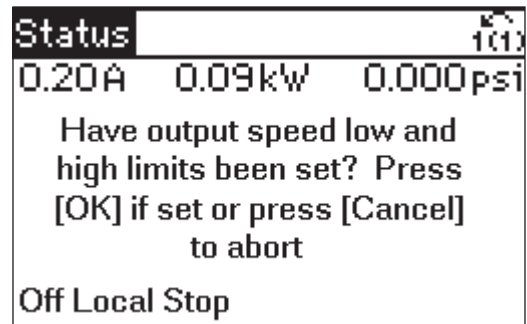 Status
1(1)
0.20A 0.09kW 0.000psi
Have output speed low and
high limits been set? Press
[OK] if set or press [Cancel]
to abort
Off Local Stop